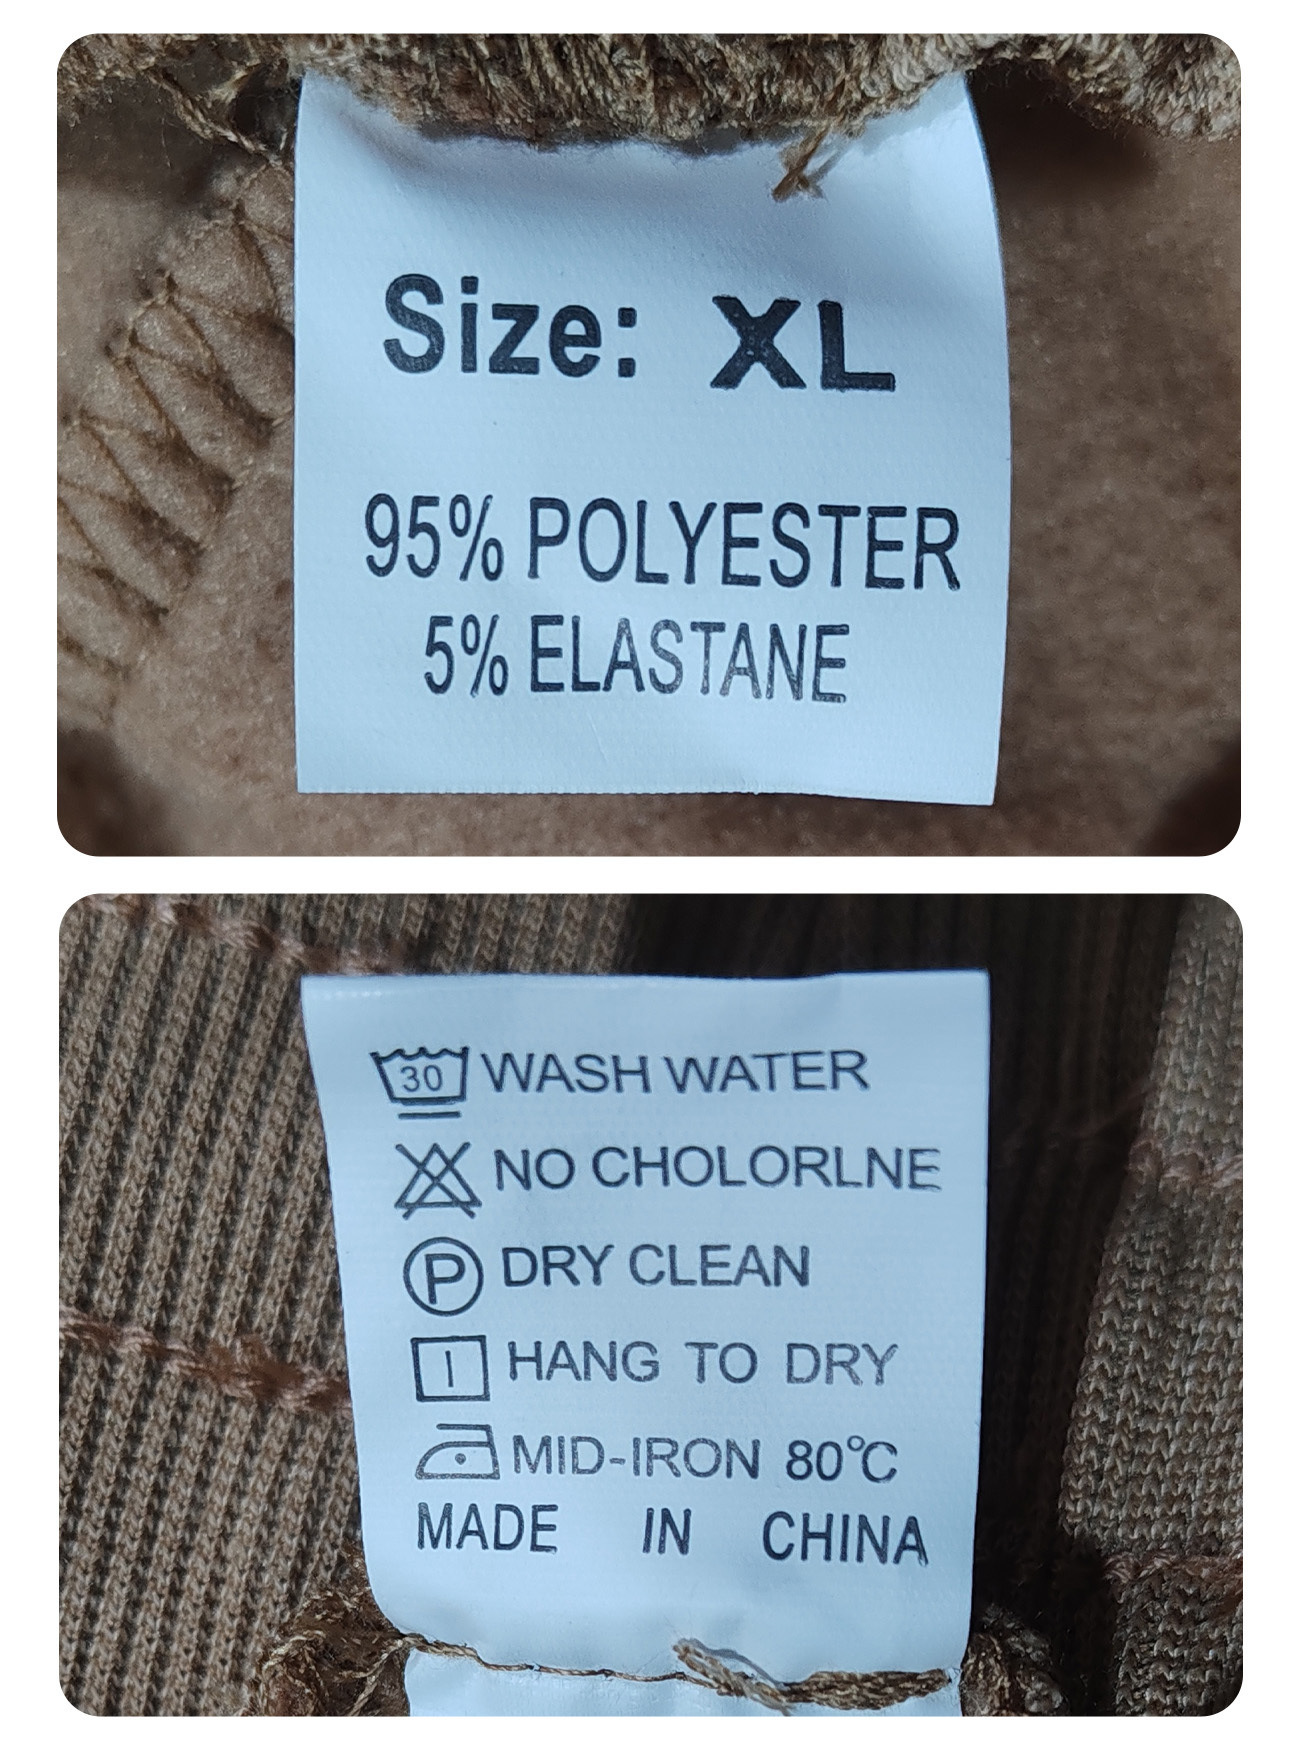 Size: XL
95% POLYESTER
5% ELASTANE
30 WASH WATER
NO CHOLORLNE
P DRY CLEAN
HANG TO DRY
MID-IRON 80°C
MADE IN CHINA